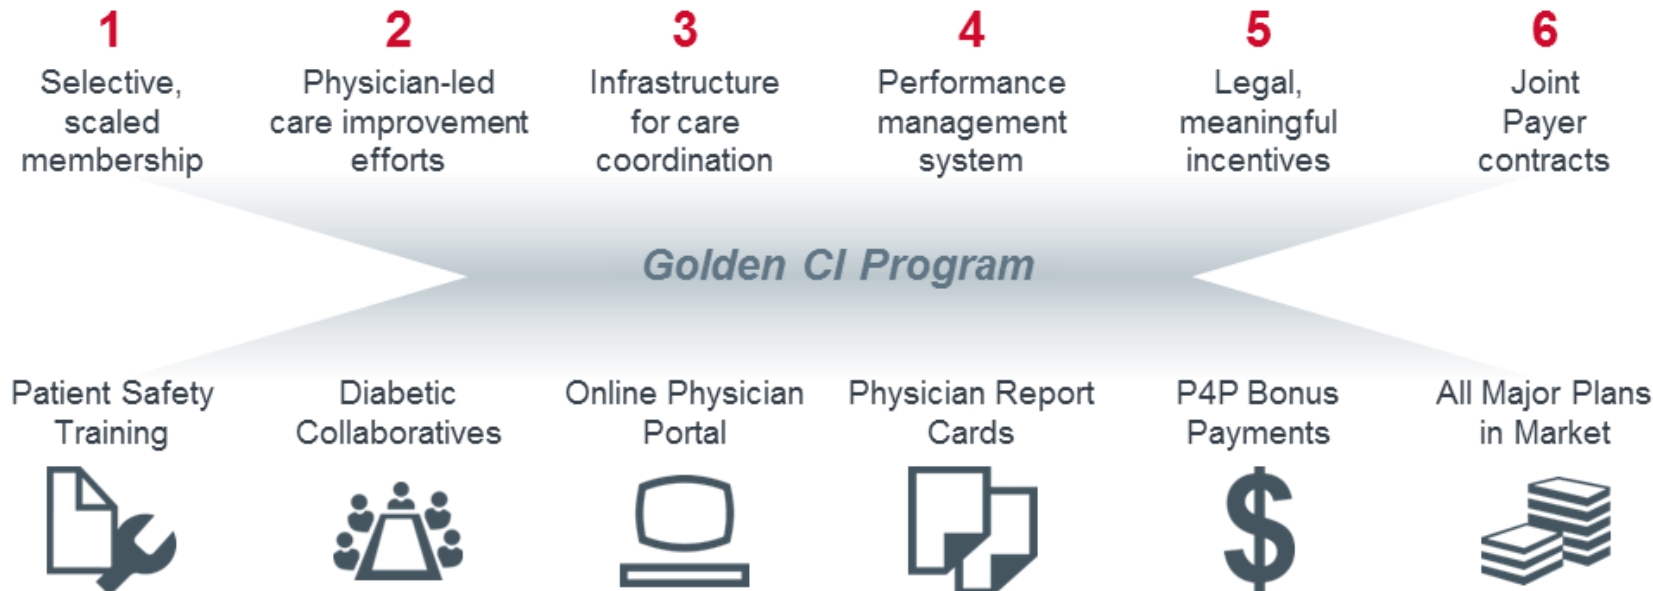 1
Selective,
scaled
membership
2
Physician-led
care improvement
efforts
3
Infrastructure
for care
coordination
4
Performance
management
system
5
Legal,
meaningful
incentives
6
Joint
Payer
contracts
Golden CI Program
Patient Safety
Training
Diabetic
Collaboratives
Online Physician
Portal
Physician Report
Cards
P4P Bonus
Payments
All Major Plans
in Market
$